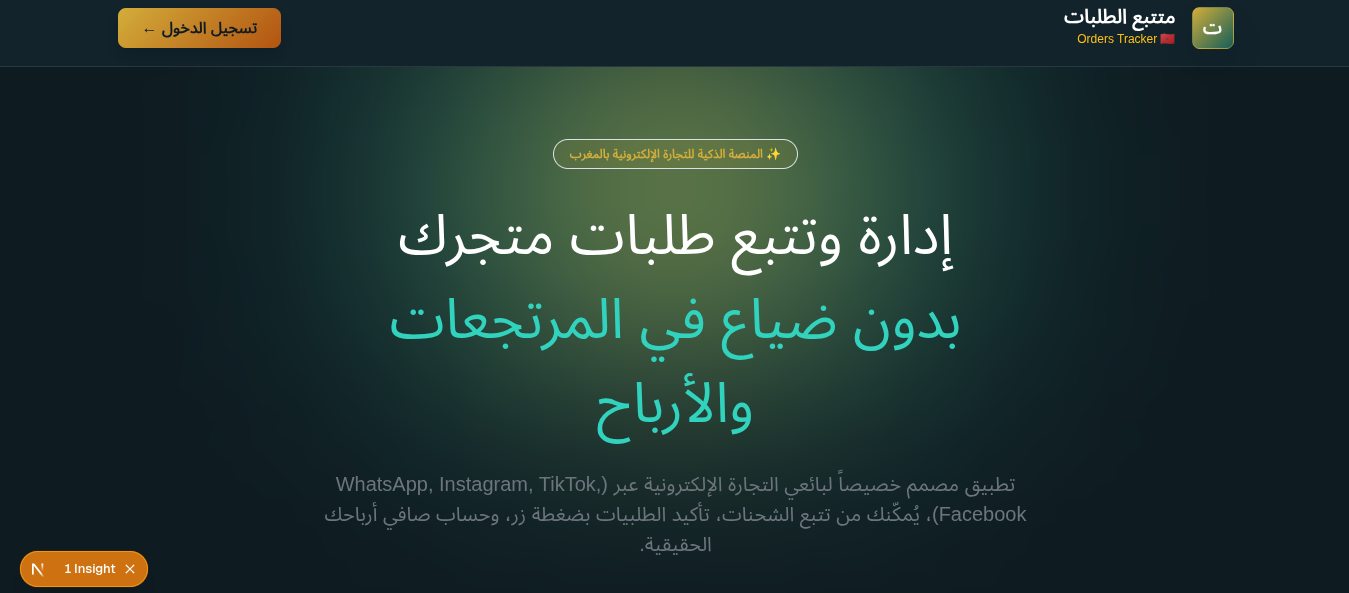 ت
متتبع الطلبات
Orders Tracker 🇲🇦
تسجيل الدخول ←
✨ المنصة الذكية للتجارة الإلكترونية بالمغرب
إدارة وتتبع طلبات متجرك
بدون ضياع في المرتجعات
والأرباح
تطبيق مصمم خصيصاً لبائعي التجارة الإلكترونية عبر (WhatsApp, Instagram, TikTok,
Facebook)، يُمكّنك من تتبع الشحنات، تأكيد الطلبيات بضغطة زر، وحساب صافي أرباحك
الحقيقية.
N 1 Insight ×